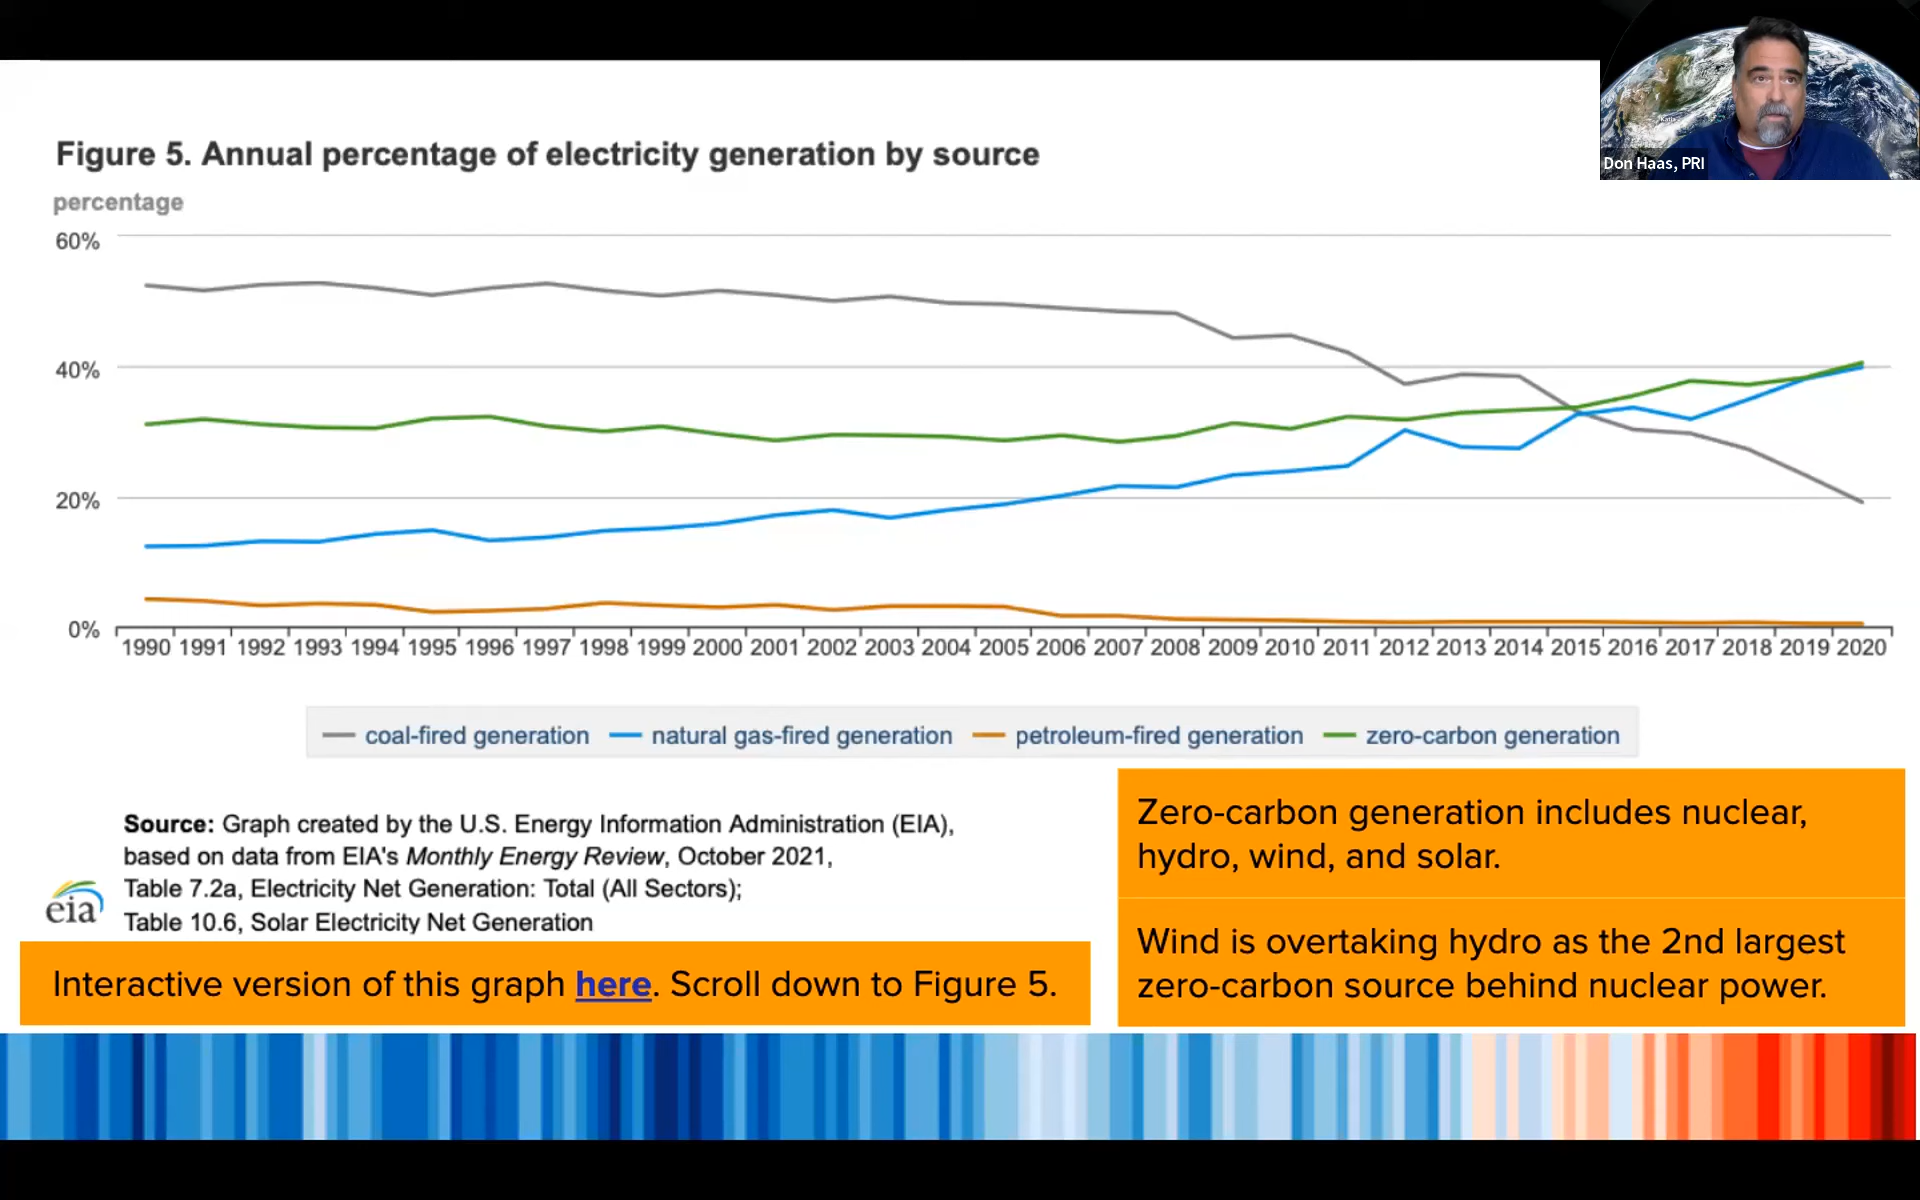 Don Haas, PRI
Figure 5. Annual percentage of electricity generation by source
percentage
60%
40%
20%
0%
1990 1991 1992 1993 1994 1995 1996 1997 1998 1999 2000 2001 2002 2003 2004 2005 2006 2007 2008 2009 2010 2011 2012 2013 2014 2015 2016 2017 2018 2019 2020
coal-fired generation natural gas-fired generation petroleum-fired generation zero-carbon generation
Source: Graph created by the U.S. Energy Information Administration (EIA),
based on data from EIA's Monthly Energy Review, October 2021,
Table 7.2a, Electricity Net Generation: Total (All Sectors);
Table 10.6, Solar Electricity Net Generation
eia
Interactive version of this graph here. Scroll down to Figure 5.
Zero-carbon generation includes nuclear,
hydro, wind, and solar.
Wind is overtaking hydro as the 2nd largest
zero-carbon source behind nuclear power.